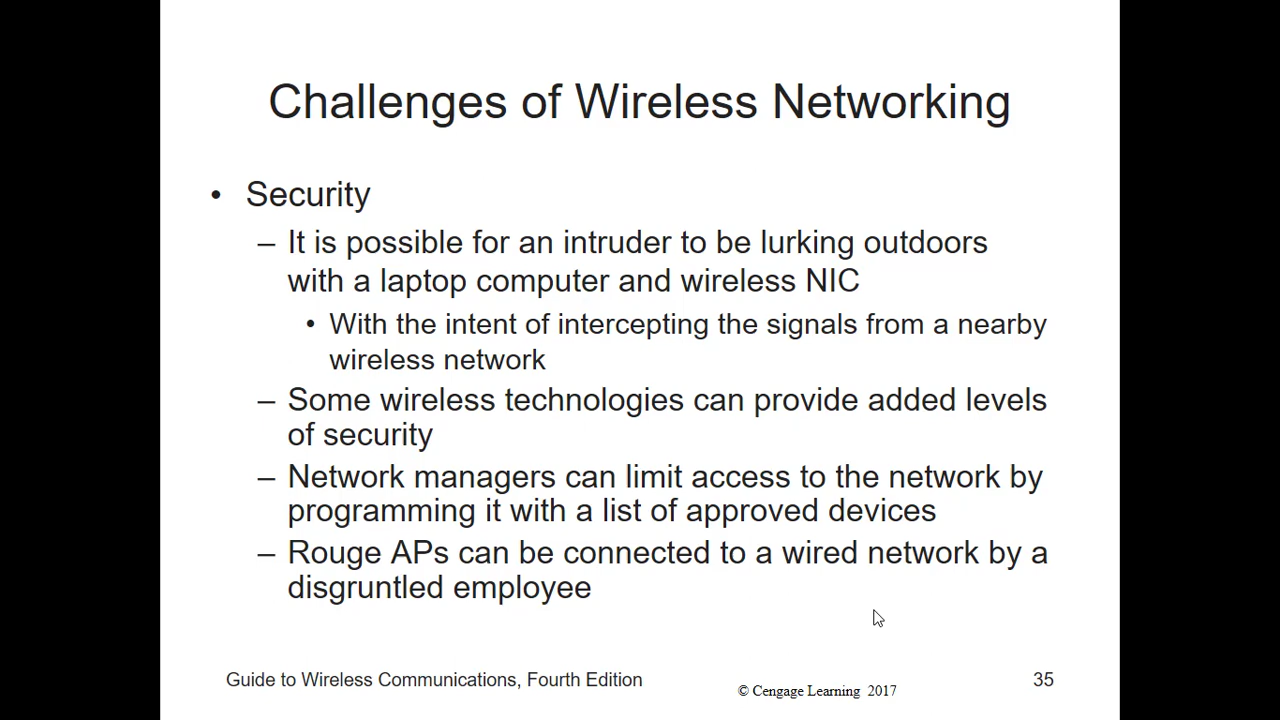 Challenges of Wireless Networking
• Security
– It is possible for an intruder to be lurking outdoors
with a laptop computer and wireless NIC
• With the intent of intercepting the signals from a nearby
wireless network
– Some wireless technologies can provide added levels
of security
– Network managers can limit access to the network by
programming it with a list of approved devices
– Rouge APs can be connected to a wired network by a
disgruntled employee
Guide to Wireless Communications, Fourth Edition
© Cengage Learning 2017
35